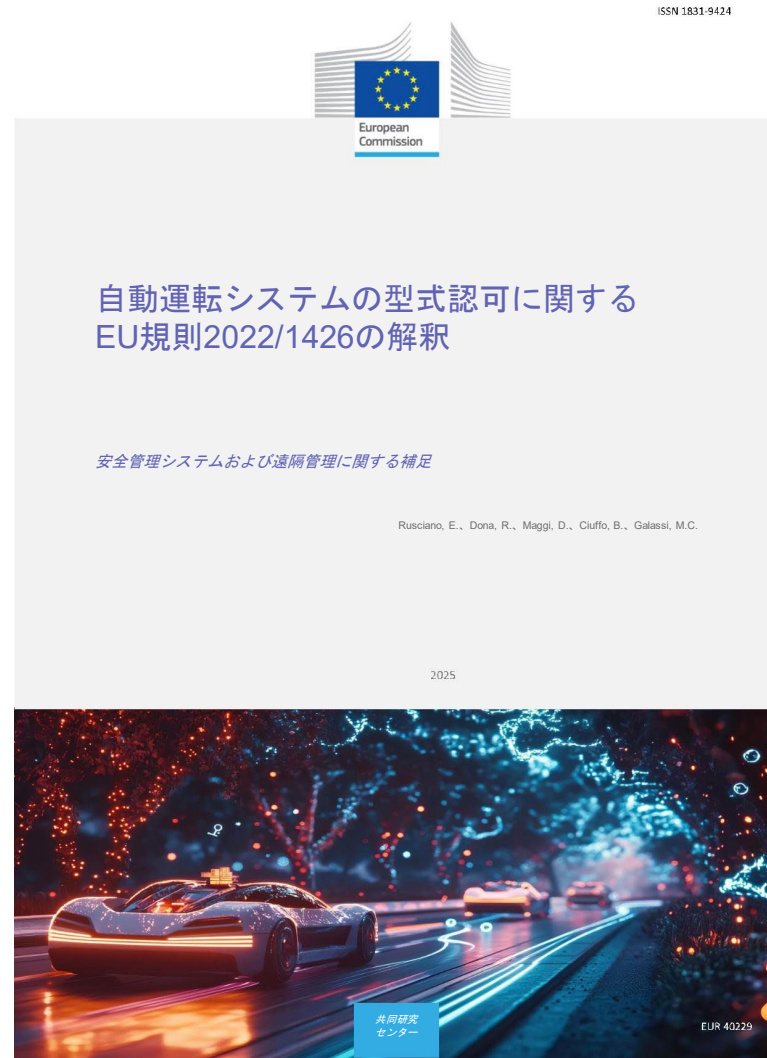 ISSN 1831-9424
European
Commission
自動運転システムの型式認可に関する
EU規則2022/1426の解釈
安全管理システムおよび遠隔管理に関する補足
Rusciano, E.、Dona, R.、Maggi, D.、Ciuffo, B.、Galassi, M.C.
2025
共同研究
センター
EUR 40229